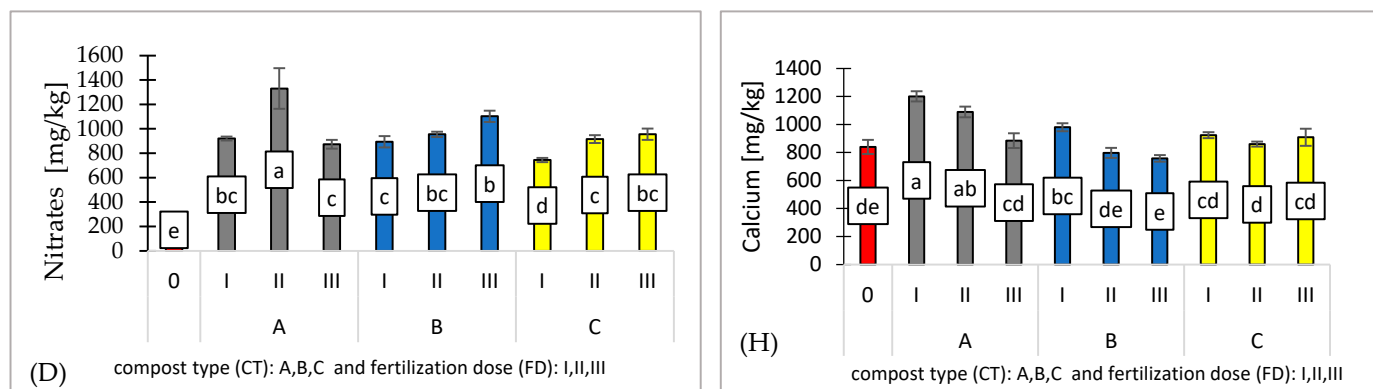 Nitrates [mg/kg]
1600
1400
1200
1000
800
600
400
200
0
e
bc
a
c
c
bc
b
d
c
bc
0 I II III I II III I II III
A B C
(D) compost type (CT): A,B,C and fertilization dose (FD): I,II,III
Calcium [mg/kg]
1400
1200
1000
800
600
400
200
0
de
a
ab
cd
bc
de
e
cd
d
cd
0 I II III I II III I II III
A B C
(H) compost type (CT): A,B,C and fertilization dose (FD): I,II,III